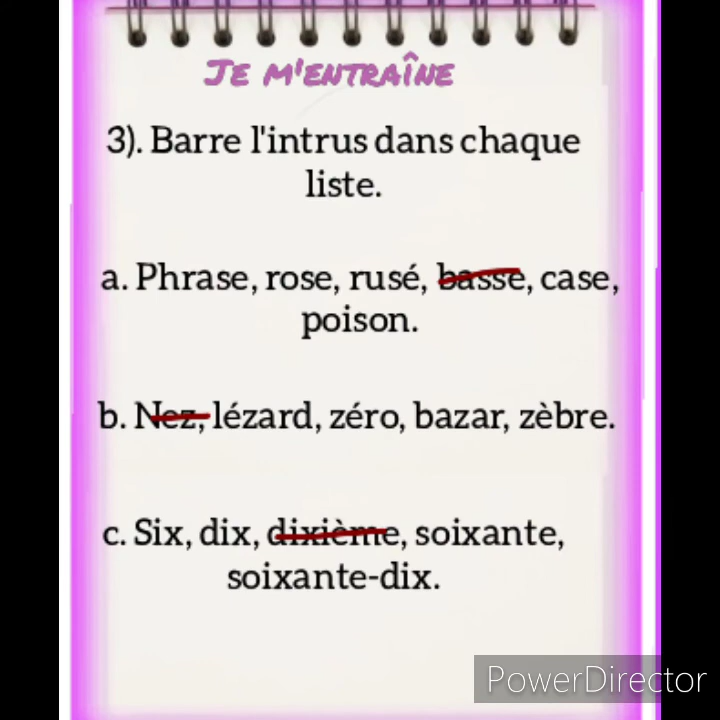 Je m'entraîne
3). Barre l'intrus dans chaque
liste.
a. Phrase, rose, rusé, basse, case,
poison.
b. Nez, lézard, zéro, bazar, zèbre.
c. Six, dix, dixième, soixante,
soixante-dix.
PowerDirector